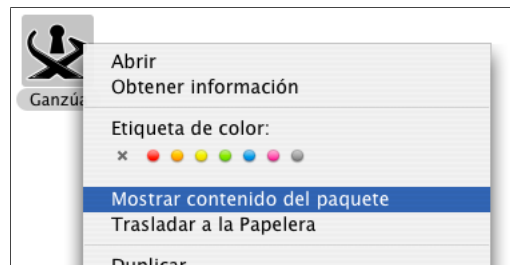 Ganzúa
Abrir
Obtener información
Etiqueta de color:
Mostrar contenido del paquete
Trasladar a la Papelera
Duplicar